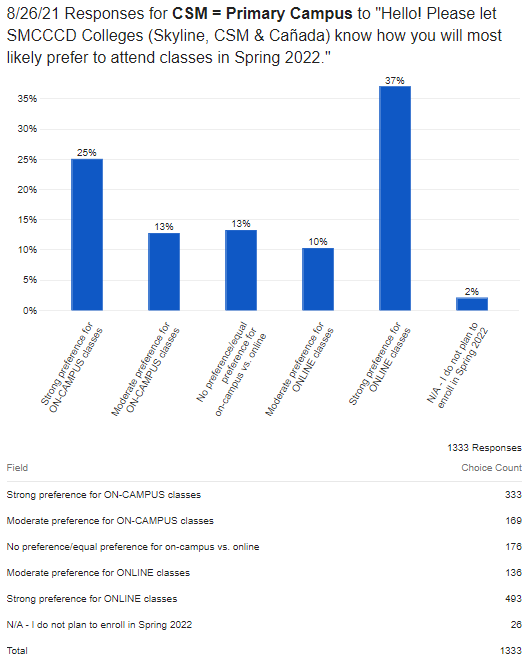 8/26/21 Responses for CSM = Primary Campus to "Hello! Please let
SMCCCD Colleges (Skyline, CSM & Cañada) know how you will most
likely prefer to attend classes in Spring 2022."
37%
35%
30%
25%
25%
20%
15%
13%
13%
10%
10%
5%
2%
0%
Strong preference for
ON-CAMPUS classes
Moderate preference for
ON-CAMPUS classes
No preference/equal
preference for
on-campus vs. online
Moderate preference for
ONLINE classes
Strong preference for
ONLINE classes
N/A - I do not plan to
enroll in Spring 2022
1333 Responses
Field Choice Count
Strong preference for ON-CAMPUS classes 333
Moderate preference for ON-CAMPUS classes 169
No preference/equal preference for on-campus vs. online 176
Moderate preference for ONLINE classes 136
Strong preference for ONLINE classes 493
N/A - I do not plan to enroll in Spring 2022 26
Total 1333